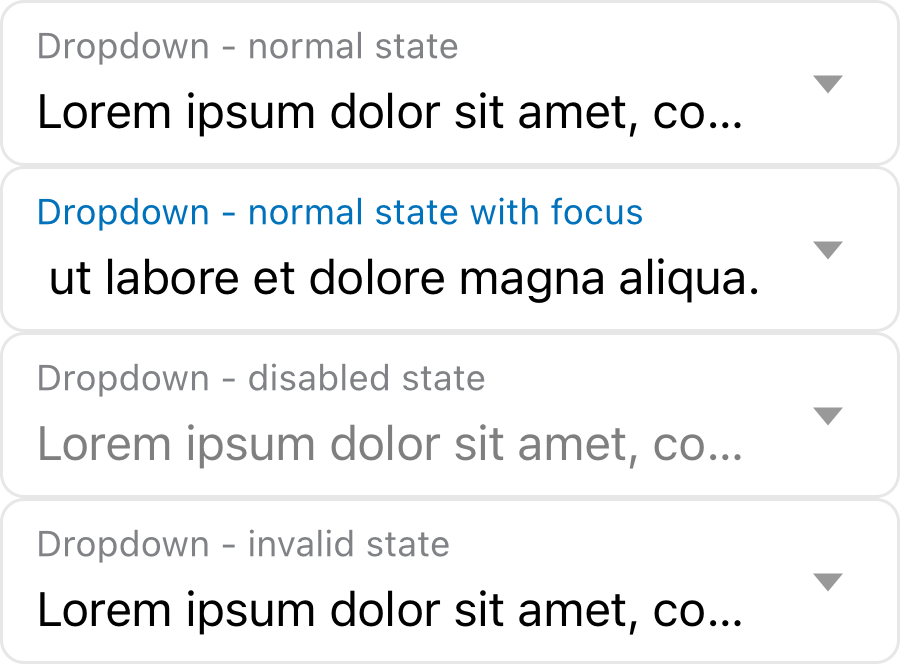 Dropdown - normal state
Lorem ipsum dolor sit amet, co...
Dropdown - normal state with focus
ut labore et dolore magna aliqua.
Dropdown - disabled state
Lorem ipsum dolor sit amet, co...
Dropdown - invalid state
Lorem ipsum dolor sit amet, co...